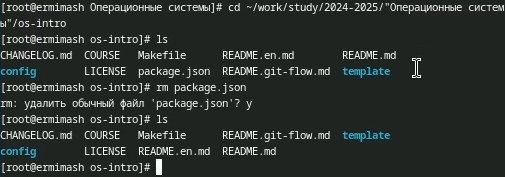 [root@ermimash Операционные системы]# cd ~/work/study/2024-2025/"Операционные систем
ы"/os-intro
[root@ermimash os-intro]# ls
CHANGELOG.md  COURSE   Makefile      README.en.md        README.md
config        LICENSE  package.json  README.git-flow.md  template
[root@ermimash os-intro]# rm package.json
rm: удалить обычный файл 'package.json'? y
[root@ermimash os-intro]# ls
CHANGELOG.md  COURSE   Makefile      README.git-flow.md  template
config        LICENSE  README.en.md  README.md
[root@ermimash os-intro]#